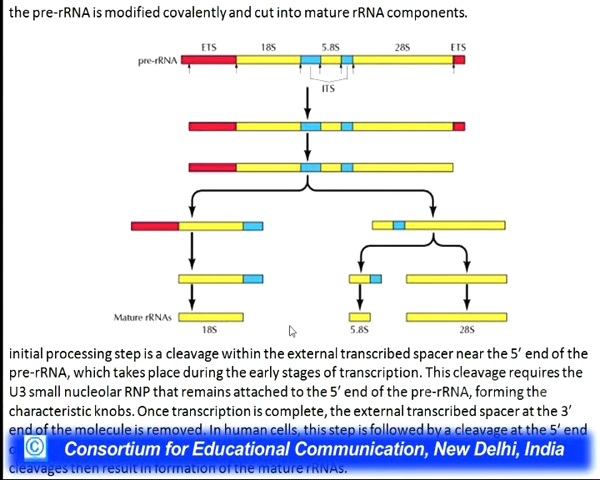 the pre-rRNA is modified covalently and cut into mature rRNA components.
ETS 18S 5.8S 28S ETS
pre-rRNA
ITS
Mature rRNAs
18S 5.8S 28S
initial processing step is a cleavage within the external transcribed spacer near the 5’ end of the
pre-rRNA, which takes place during the early stages of transcription. This cleavage requires the
U3 small nucleolar RNP that remains attached to the 5’ end of the pre-rRNA, forming the
characteristic knobs. Once transcription is complete, the external transcribed spacer at the 3’
end of the molecule is removed. In human cells, this step is followed by a cleavage at the 5’ end
© Consortium for Educational Communication, New Delhi, India
cleavages then result in formation of the mature rRNAs.